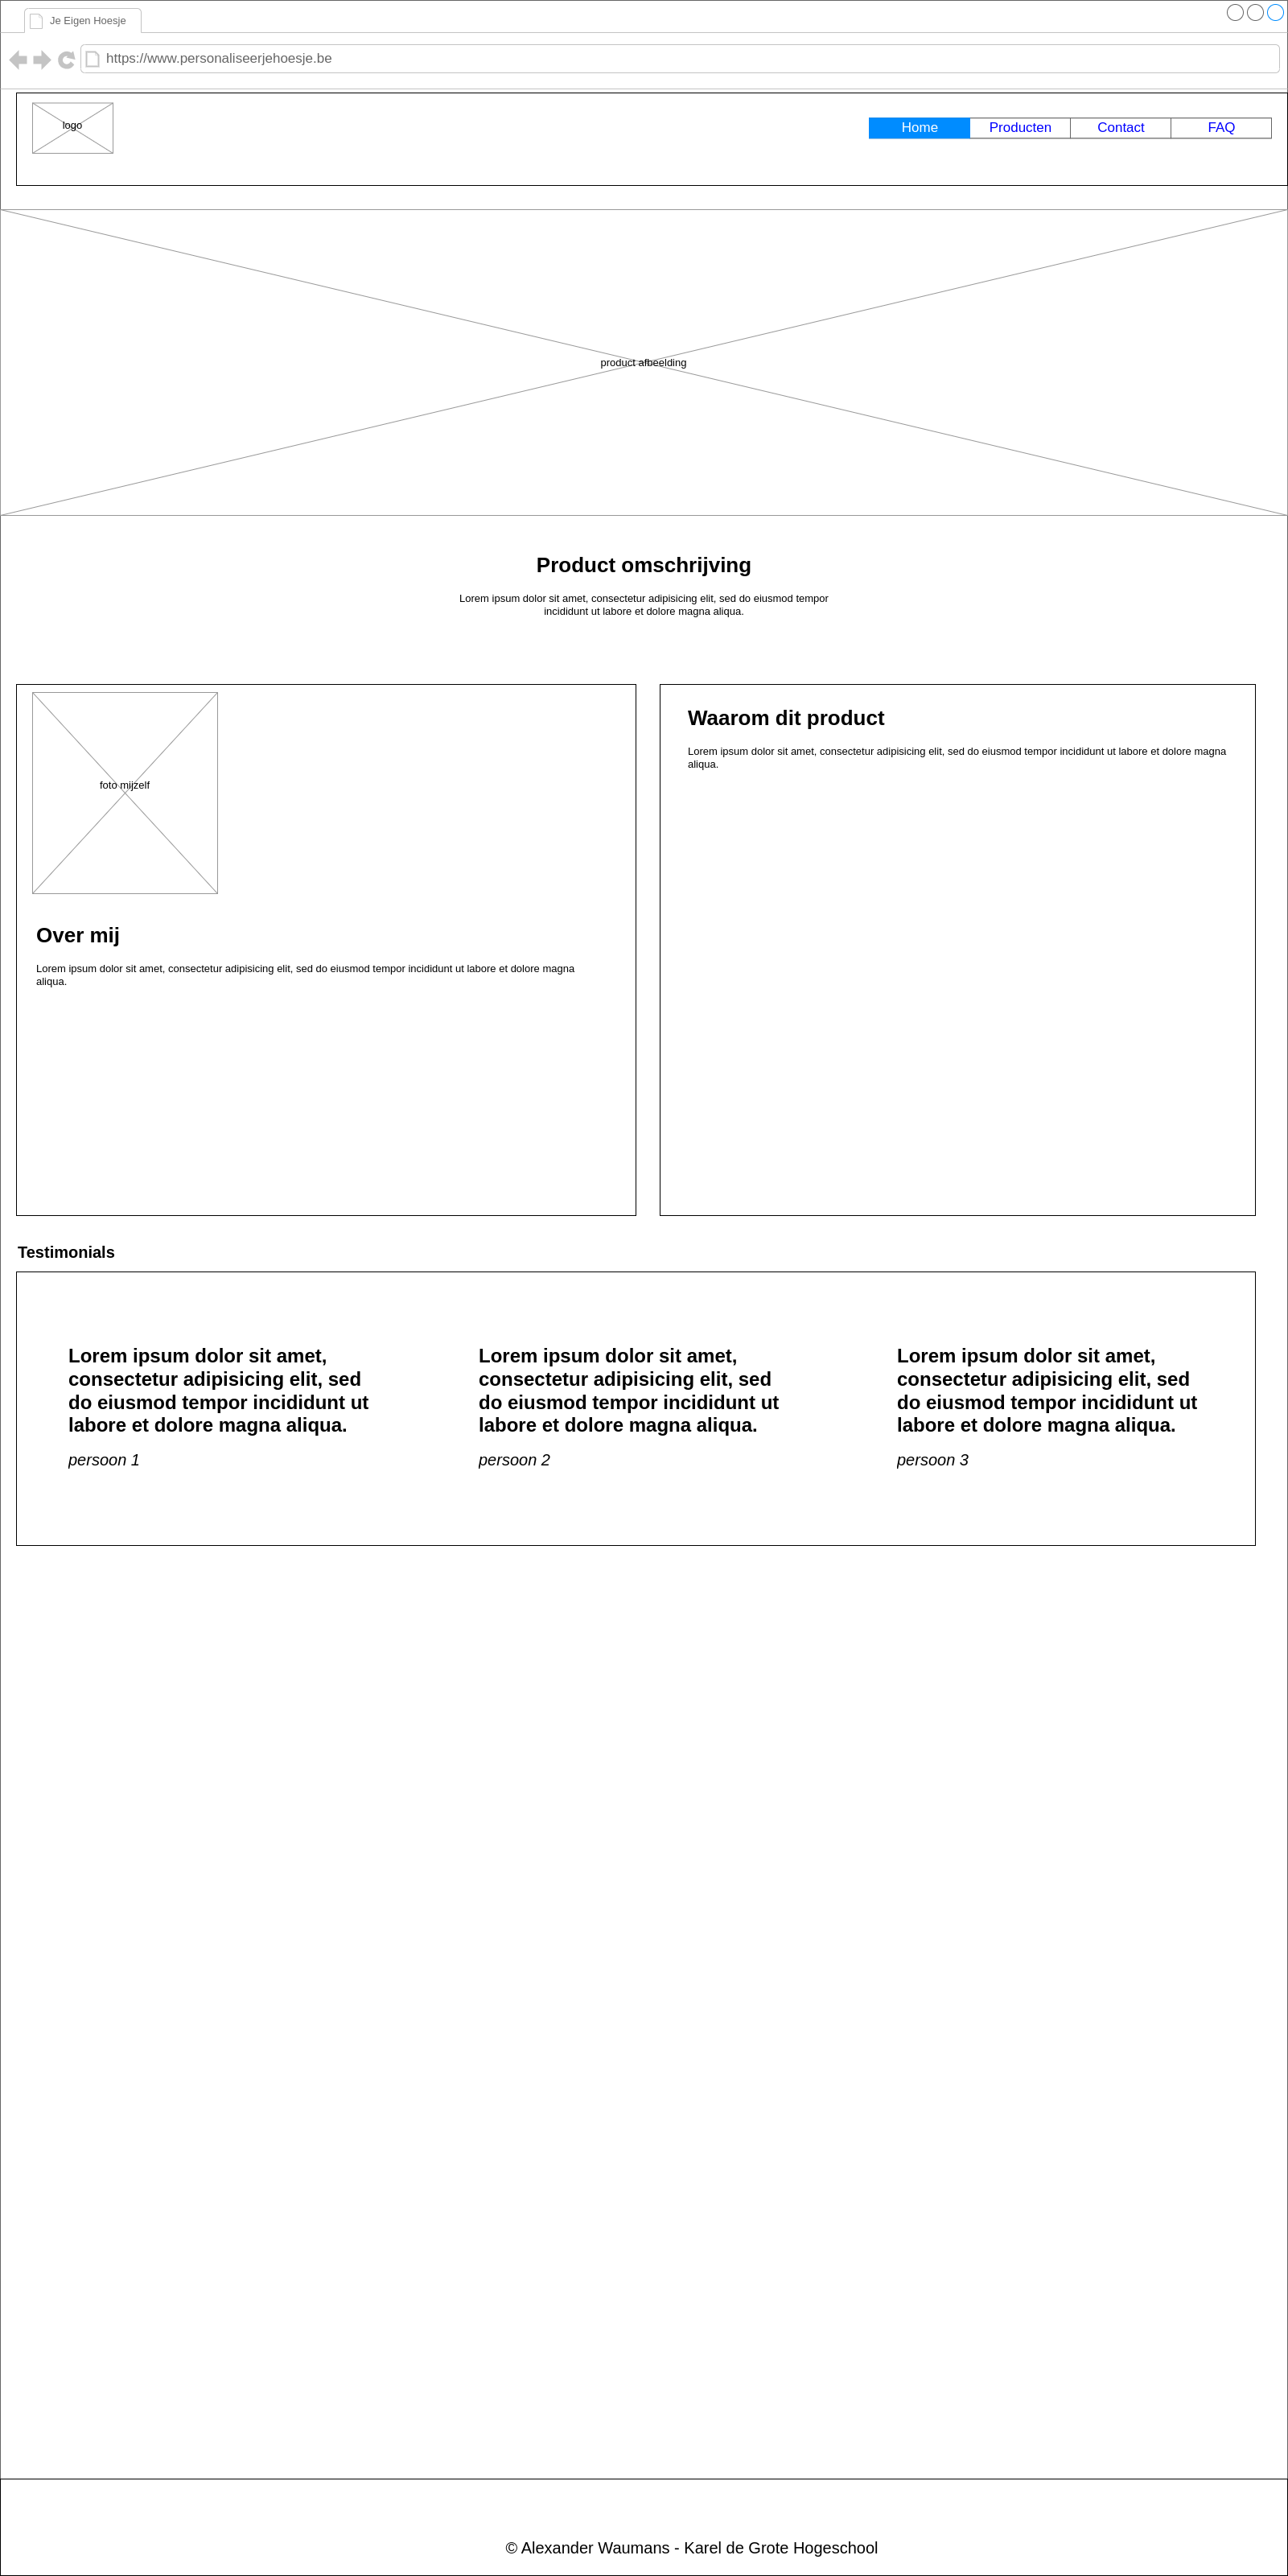 Je Eigen Hoesje
https://www.personaliseerjehoesje.be
logo
Home Producten Contact FAQ
product afbeelding
Product omschrijving
Lorem ipsum dolor sit amet, consectetur adipisicing elit, sed do eiusmod tempor
incididunt ut labore et dolore magna aliqua.
foto mijzelf
Over mij
Lorem ipsum dolor sit amet, consectetur adipisicing elit, sed do eiusmod tempor incididunt ut labore et dolore magna
aliqua.
Waarom dit product
Lorem ipsum dolor sit amet, consectetur adipisicing elit, sed do eiusmod tempor incididunt ut labore et dolore magna
aliqua.
Testimonials
Lorem ipsum dolor sit amet,
consectetur adipisicing elit, sed
do eiusmod tempor incididunt ut
labore et dolore magna aliqua.
persoon 1
Lorem ipsum dolor sit amet,
consectetur adipisicing elit, sed
do eiusmod tempor incididunt ut
labore et dolore magna aliqua.
persoon 2
Lorem ipsum dolor sit amet,
consectetur adipisicing elit, sed
do eiusmod tempor incididunt ut
labore et dolore magna aliqua.
persoon 3
© Alexander Waumans - Karel de Grote Hogeschool